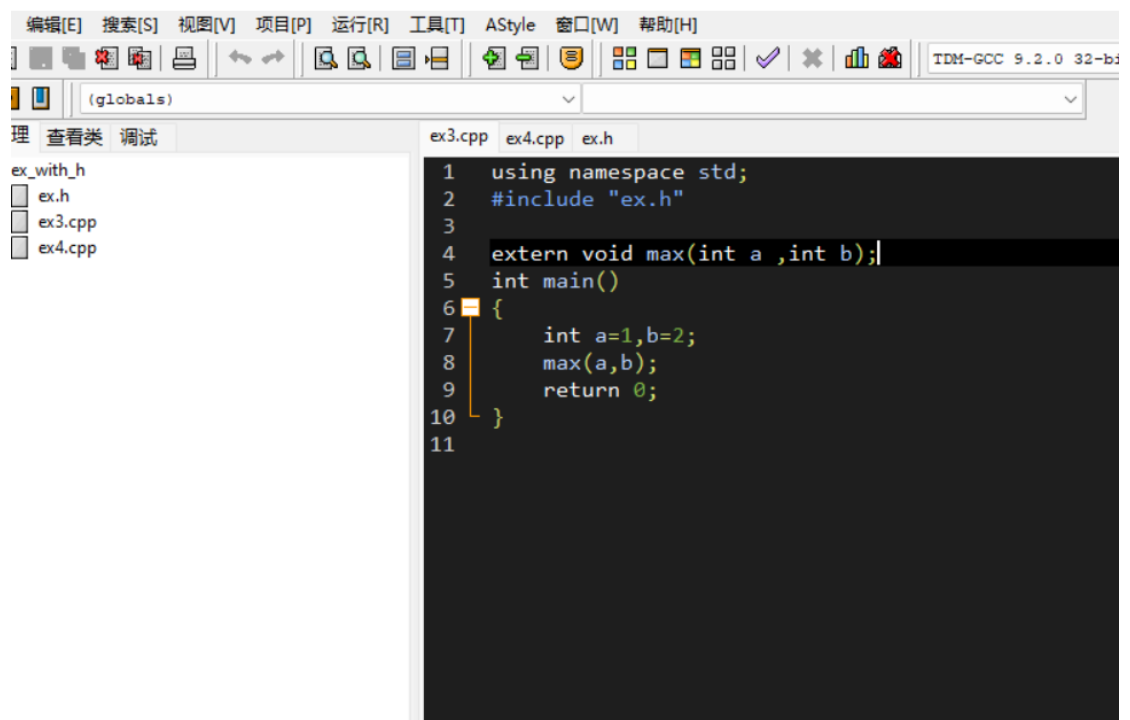 编辑[E] 搜索[S] 视图[V] 项目[P] 运行[R] 工具[T] AStyle 窗口[W] 帮助[H]
TDM-GCC 9.2.0 32-bi
(globals)
理 查看类 调试
ex_with_h
ex.h
ex3.cpp
ex4.cpp
ex3.cpp ex4.cpp ex.h
1 using namespace std;
2 #include "ex.h"
3
4 extern void max(int a ,int b);
5 int main()
6 {
7 int a=1,b=2;
8 max(a,b);
9 return 0;
10 }
11